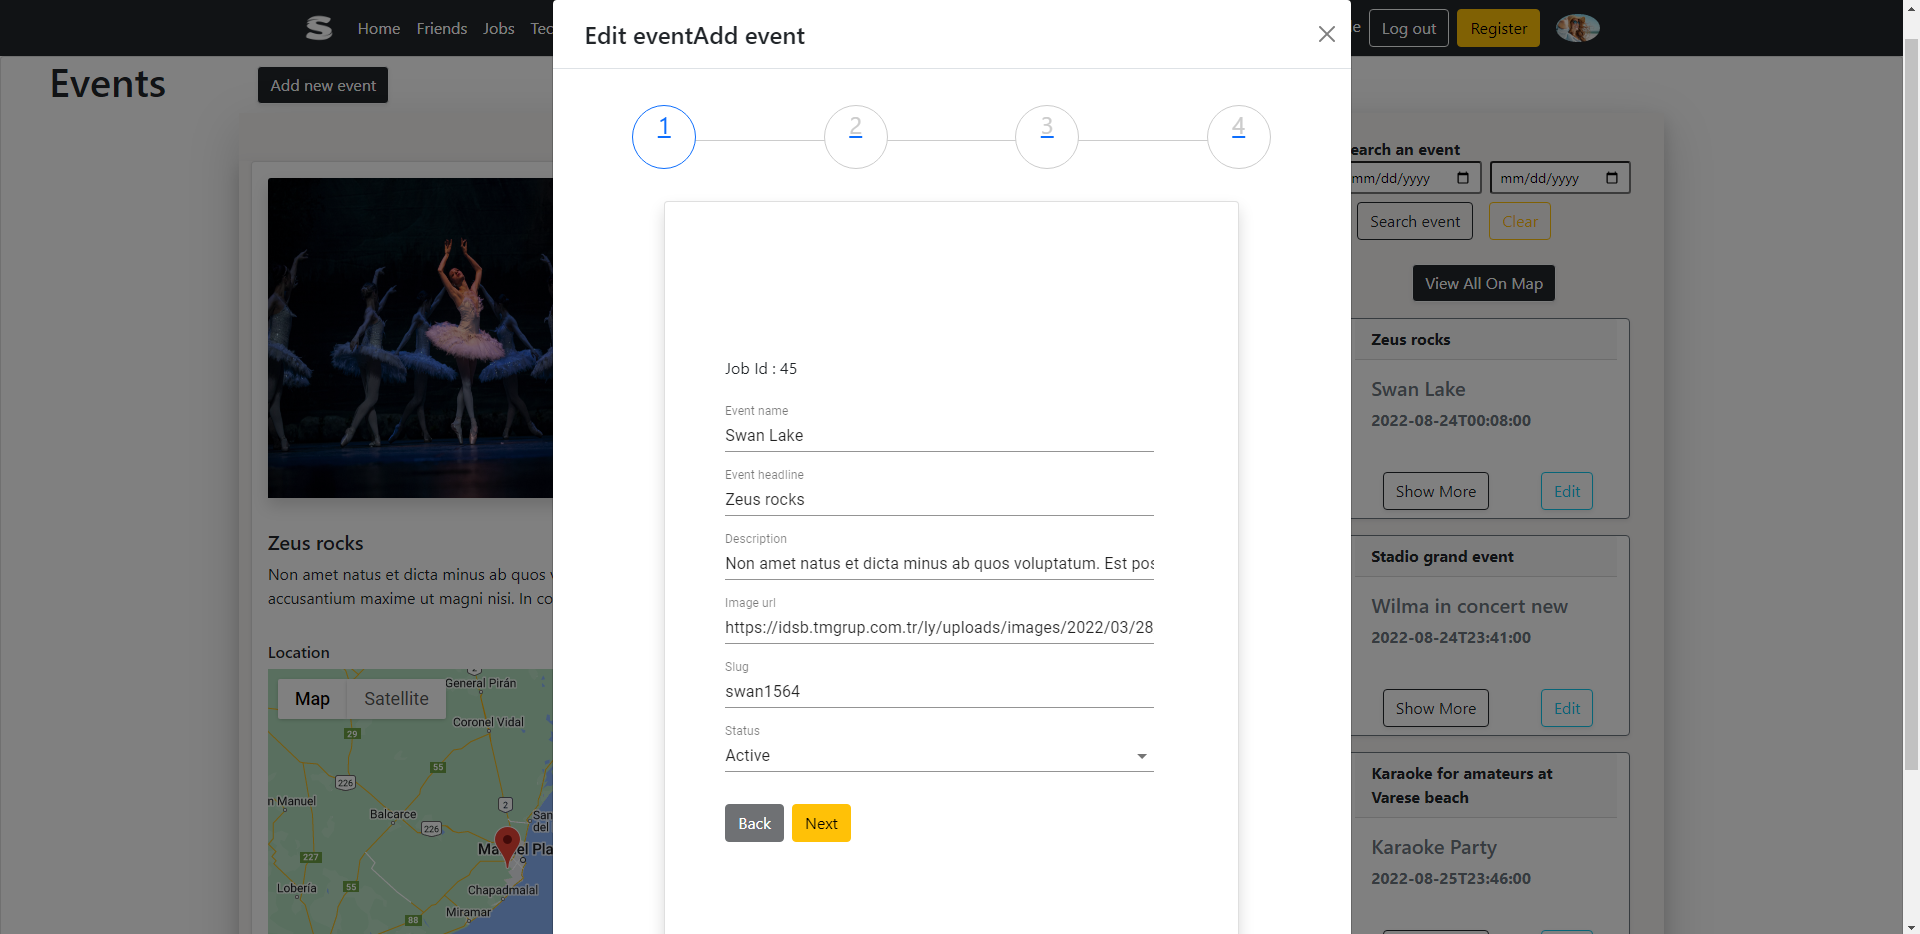 S
Home Friends Jobs Tec
Log out
Register
Events
Add new event
Edit eventAdd event
1
2
3
4
Job Id : 45
Event name
Swan Lake
Event headline
Zeus rocks
Description
Non amet natus et dicta minus ab quos voluptatum. Est pos
Image url
https://idsb.tmgrup.com.tr/ly/uploads/images/2022/03/28
Slug
swan1564
Status
Active
Back
Next
Zeus rocks
Non amet natus et dicta minus ab quos v
accusantium maxime ut magni nisi. In co
Location
Map
Satellite
General Pirán
Coronel Vidal
29
55
226
2
n Manuel
Balcarce
226
San
del
227
Ma el Pla
Lobería
55
Chapadmalal
Miramar
88
earch an event
mm/dd/yyyy
mm/dd/yyyy
Search event
Clear
View All On Map
Zeus rocks
Swan Lake
2022-08-24T00:08:00
Show More
Edit
Stadio grand event
Wilma in concert new
2022-08-24T23:41:00
Show More
Edit
Karaoke for amateurs at
Varese beach
Karaoke Party
2022-08-25T23:46:00